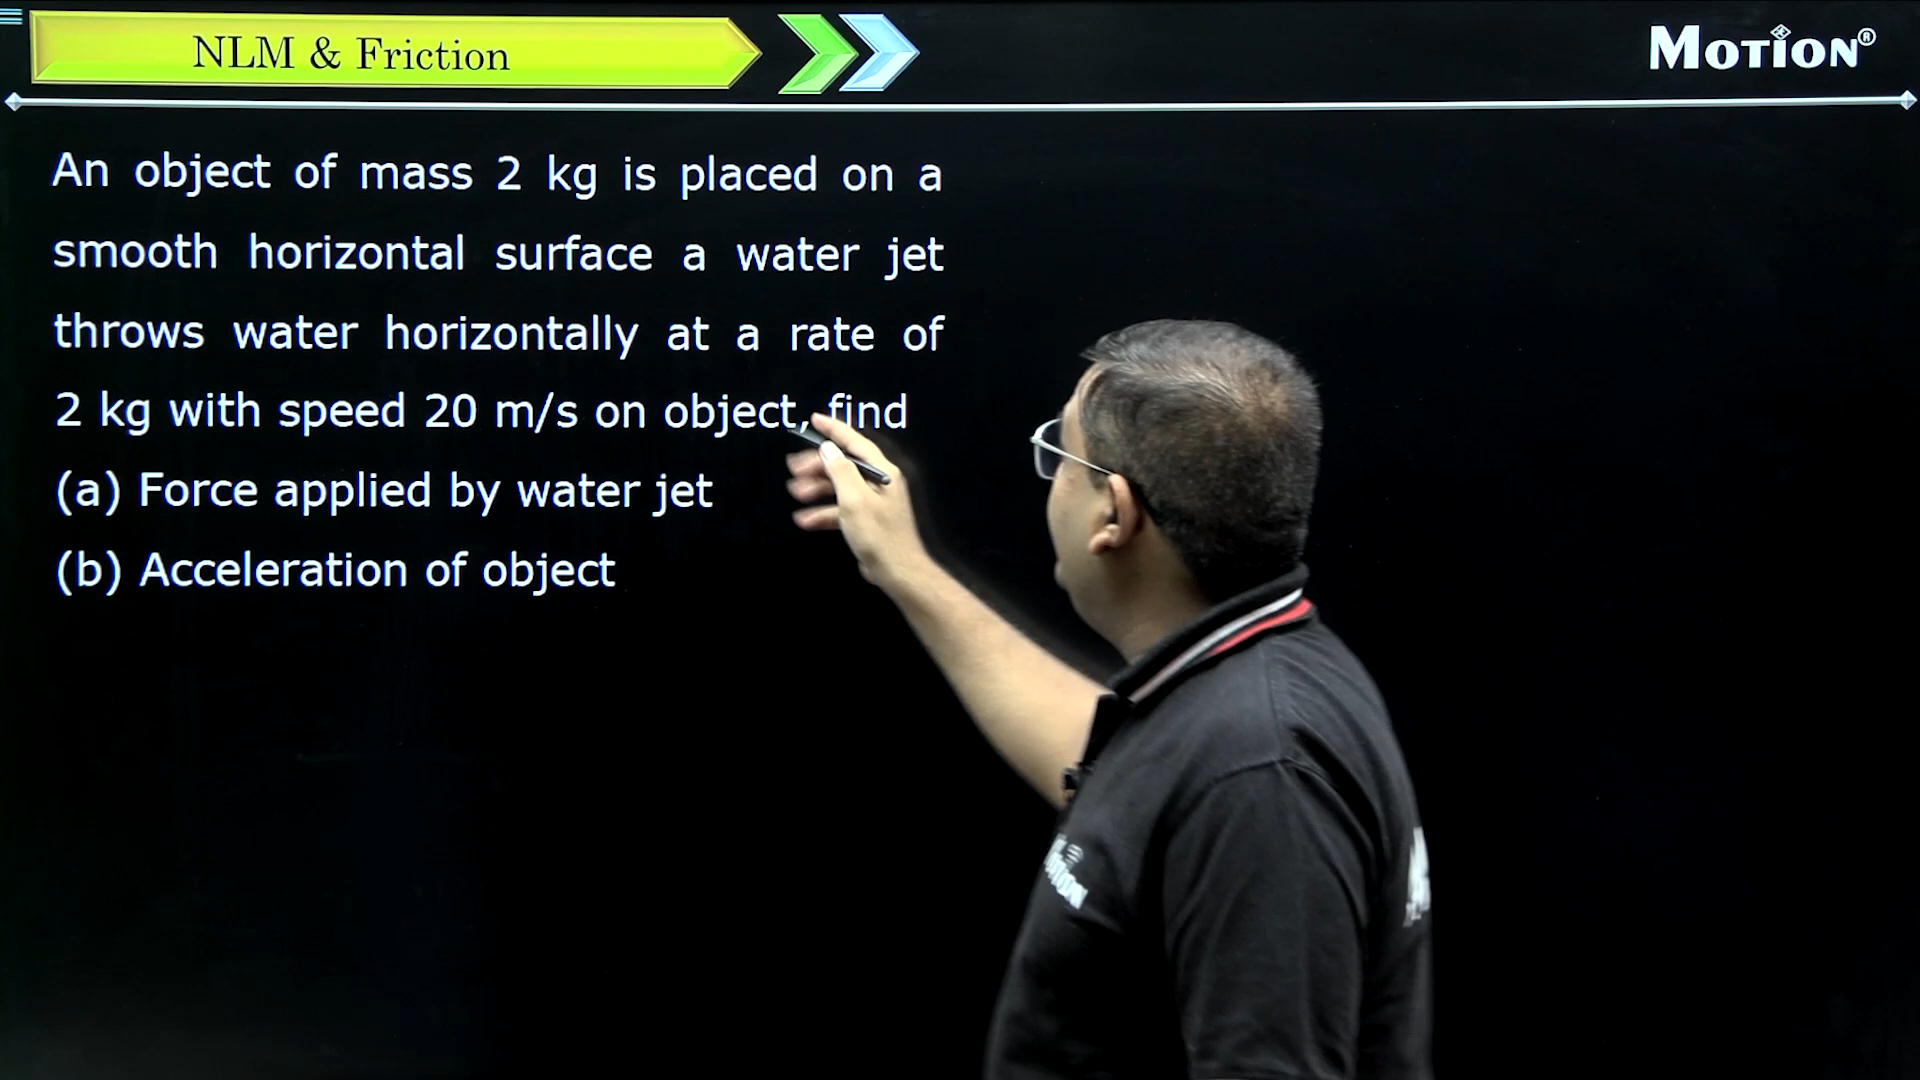 NLM & Friction
MOTION®
An object of mass 2 kg is placed on a
smooth horizontal surface a water jet
throws water horizontally at a rate of
2 kg with speed 20 m/s on object, find
(a) Force applied by water jet
(b) Acceleration of object
MOTION